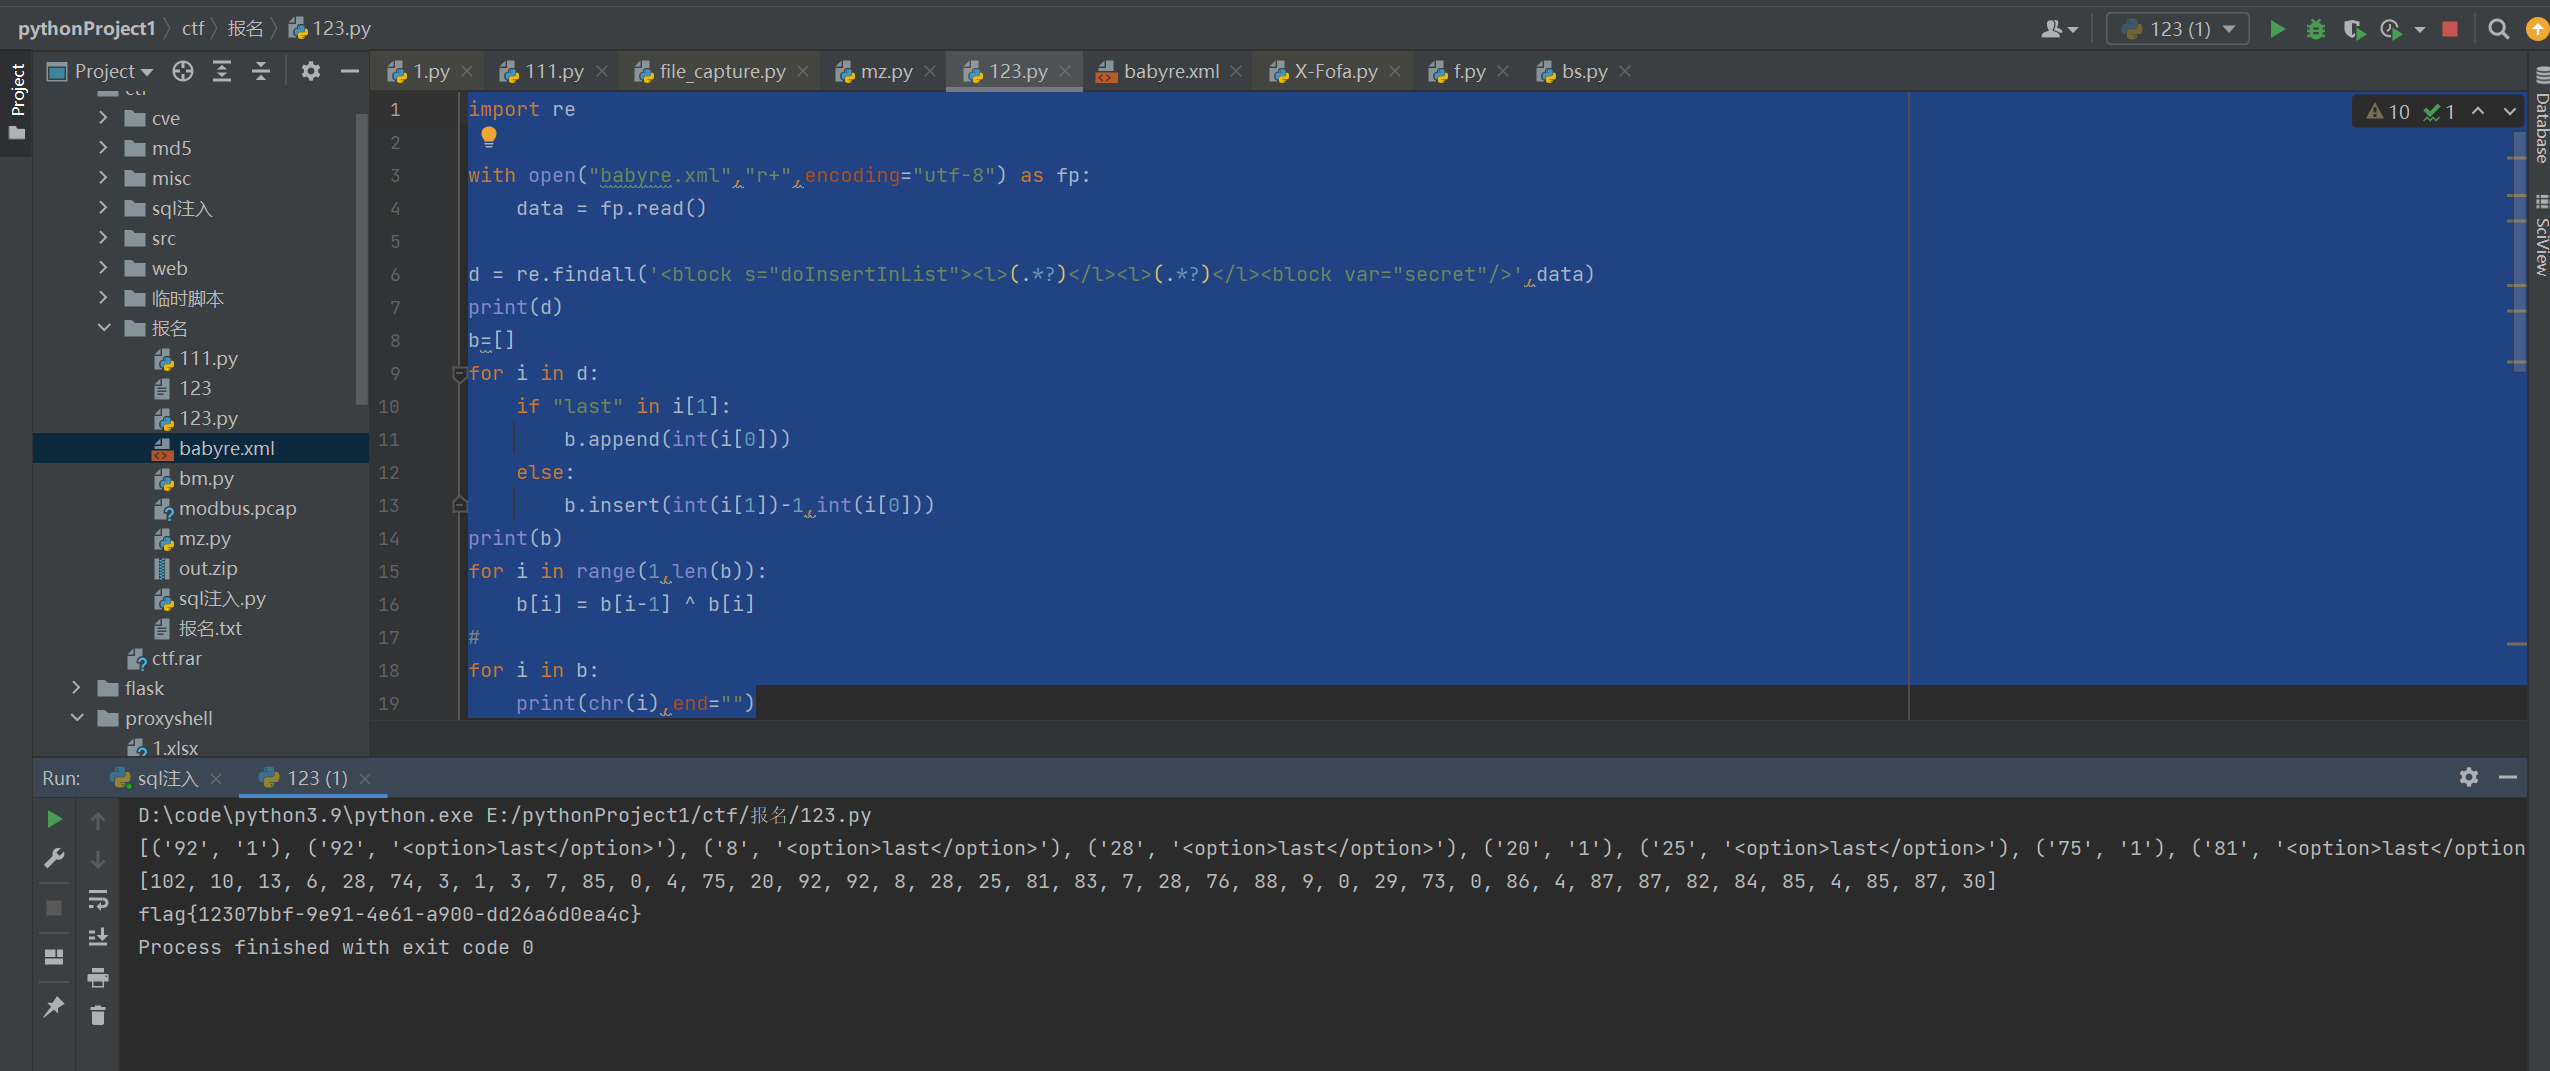 pythonProject1 〉 ctf 〉 报名 〉 123.py
123 (1)
Project
1.py 111.py file_capture.py mz.py 123.py babyre.xml X-Fofa.py f.py bs.py
Project
cve
md5
misc
sql注入
src
web
临时脚本
报名
111.py
123
123.py
babyre.xml
bm.py
modbus.pcap
mz.py
out.zip
sql注入.py
报名.txt
ctf.rar
flask
proxyshell
1.xlsx
10 1
1 import re
2
3 with open("babyre.xml","r+",encoding="utf-8") as fp:
4     data = fp.read()
5
6 d = re.findall('<block s="doInsertInList"><l>(.*?)</l><l>(.*?)</l><block var="secret"/>',data)
7 print(d)
8 b=[]
9 for i in d:
10     if "last" in i[1]:
11         b.append(int(i[0]))
12     else:
13         b.insert(int(i[1])-1,int(i[0]))
14 print(b)
15 for i in range(1,len(b)):
16     b[i] = b[i-1] ^ b[i]
17 #
18 for i in b:
19     print(chr(i),end="")
Database
SciView
Run: sql注入 123 (1)
D:\code\python3.9\python.exe E:/pythonProject1/ctf/报名/123.py
[('92', '1'), ('92', '<option>last</option>'), ('8', '<option>last</option>'), ('28', '<option>last</option>'), ('20', '1'), ('25', '<option>last</option>'), ('75', '1'), ('81', '<option>last</option
[102, 10, 13, 6, 28, 74, 3, 1, 3, 7, 85, 0, 4, 75, 20, 92, 92, 8, 28, 25, 81, 83, 7, 28, 76, 88, 9, 0, 29, 73, 0, 86, 4, 87, 87, 82, 84, 85, 4, 85, 87, 30]
flag{12307bbf-9e91-4e61-a900-dd26a6d0ea4c}
Process finished with exit code 0